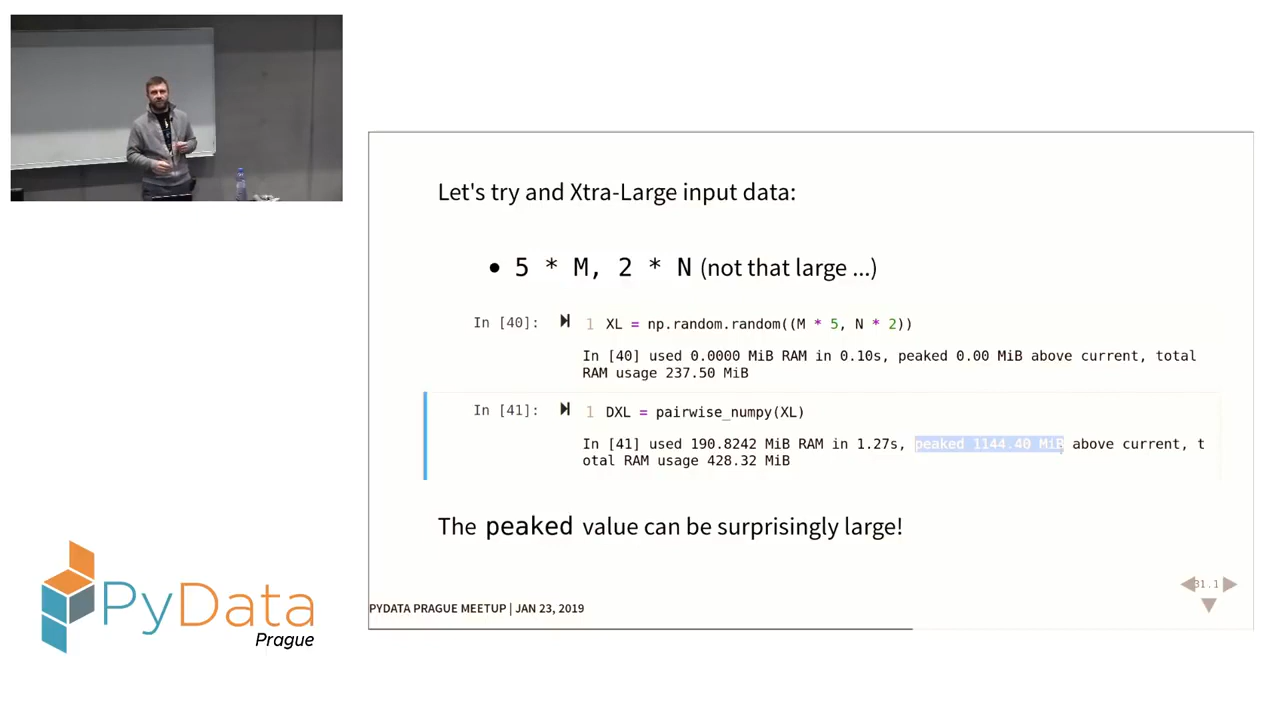 Let's try and Xtra-Large input data:
• 5 * M, 2 * N (not that large ...)
In [40]: 1 XL = np.random.random((M * 5, N * 2))
In [40] used 0.0000 MiB RAM in 0.10s, peaked 0.00 MiB above current, total
RAM usage 237.50 MiB
In [41]: 1 DXL = pairwise_numpy(XL)
In [41] used 190.8242 MiB RAM in 1.27s, peaked 1144.40 MiB above current, t
otal RAM usage 428.32 MiB
The peaked value can be surprisingly large!
31.1
PYDATA PRAGUE MEETUP | JAN 23, 2019
PyData
Prague